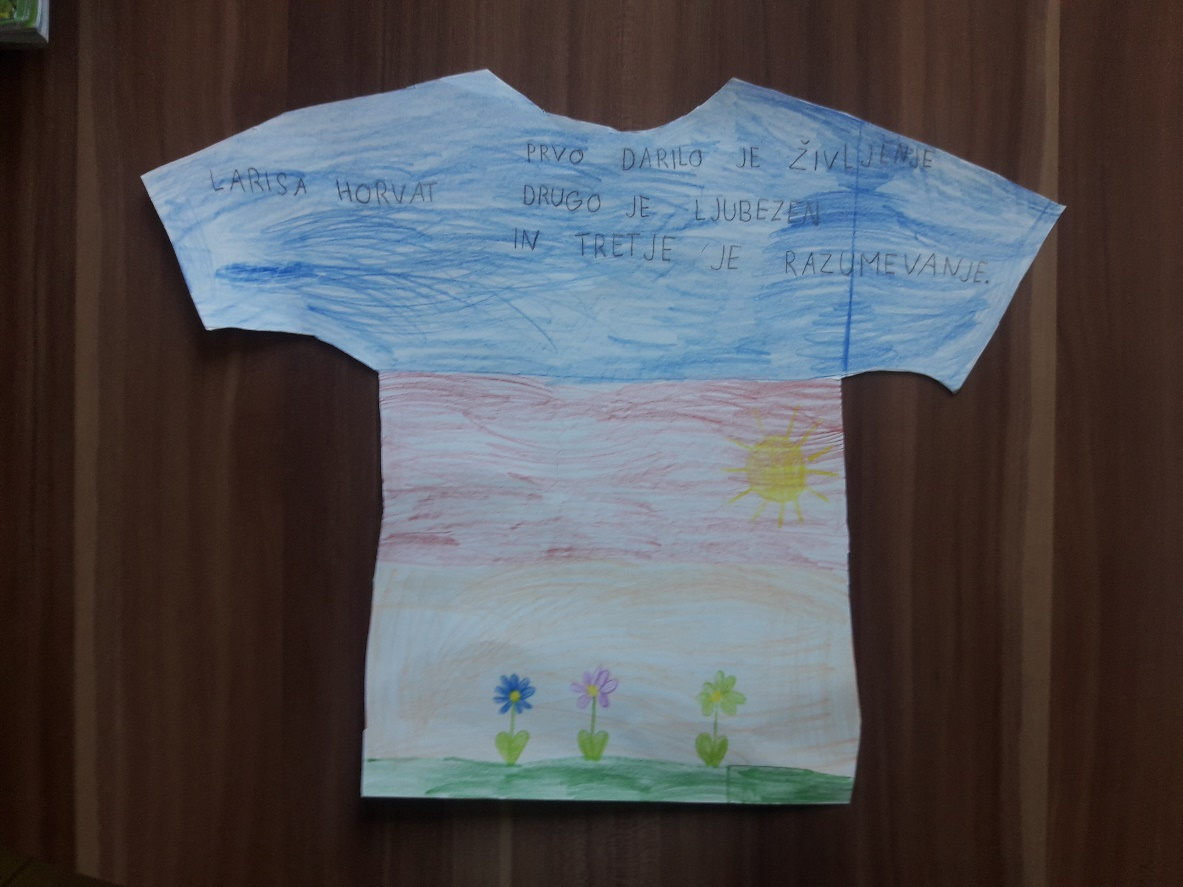 LARISA HORVAT
PRVO DARILO JE ŽIVLJENJE
DRUGO JE LJUBEZEN
IN TRETJE JE RAZUMEVANJE.